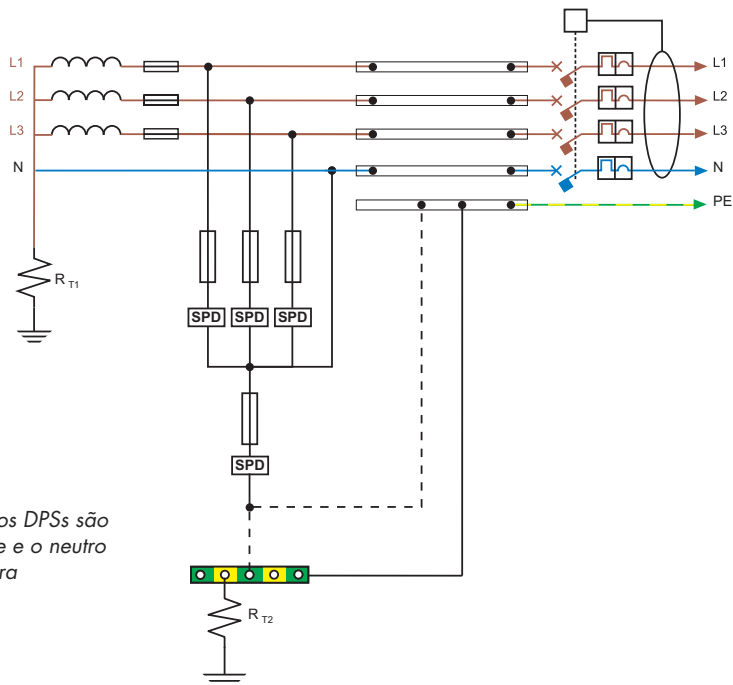 L1
L1
L2
L2
L3
L3
N
N
PE
R T1
SPD
SPD
SPD
SPD
os DPSs são
e e o neutro
ra
R T2